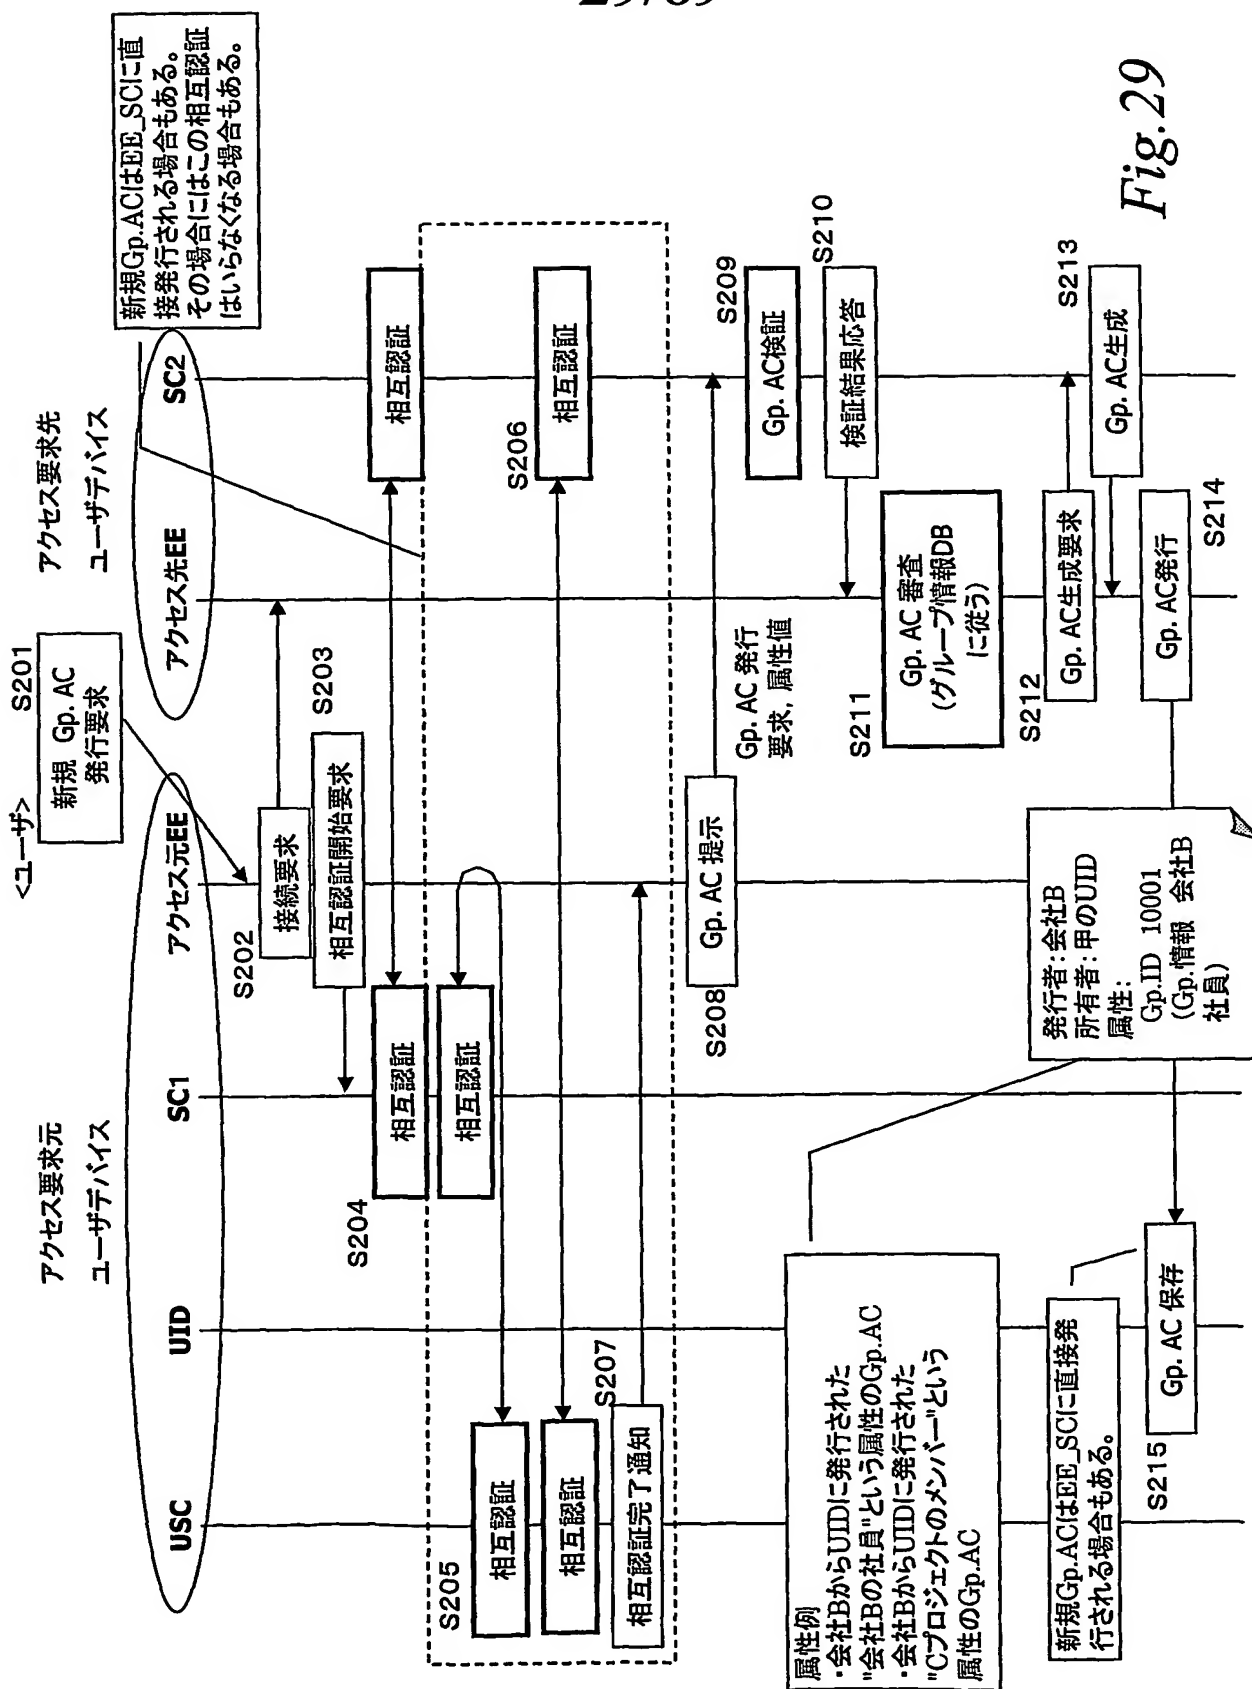 <ユーザ>
S201
新規 Gp. AC
発行要求
新規Gp.ACはEE_SCに直
接発行される場合もある。
その場合にはこの相互認証
はいらなくなる場合もある。
アクセス要求元
ユーザデバイス
アクセス要求先
ユーザデバイス
USC
UID
SC1
アクセス元EE
アクセス先EE
SC2
S202
接続要求
S203
相互認証開始要求
S204
相互認証
相互認証
S205
相互認証
相互認証
S206
相互認証
相互認証
S207
相互認証完了通知
S208
Gp. AC 提示
Gp. AC 発行
要求, 属性値
S209
Gp. AC検証
S210
検証結果応答
S211
Gp. AC 審査
(グループ情報DB
に従う)
S212
Gp. AC生成要求
S213
Gp. AC生成
S214
Gp. AC発行
発行者:会社B
所有者:甲のUID
属性:
Gp.ID 10001
(Gp.情報 会社B
社員)
属性例
・会社BからUIDに発行された
"会社Bの社員"という属性のGp.AC
・会社BからUIDに発行された
"Cプロジェクトのメンバー"という
属性のGp.AC
新規Gp.ACはEE_SCに直接発
行される場合もある。
S215
Gp. AC 保存
Fig.29